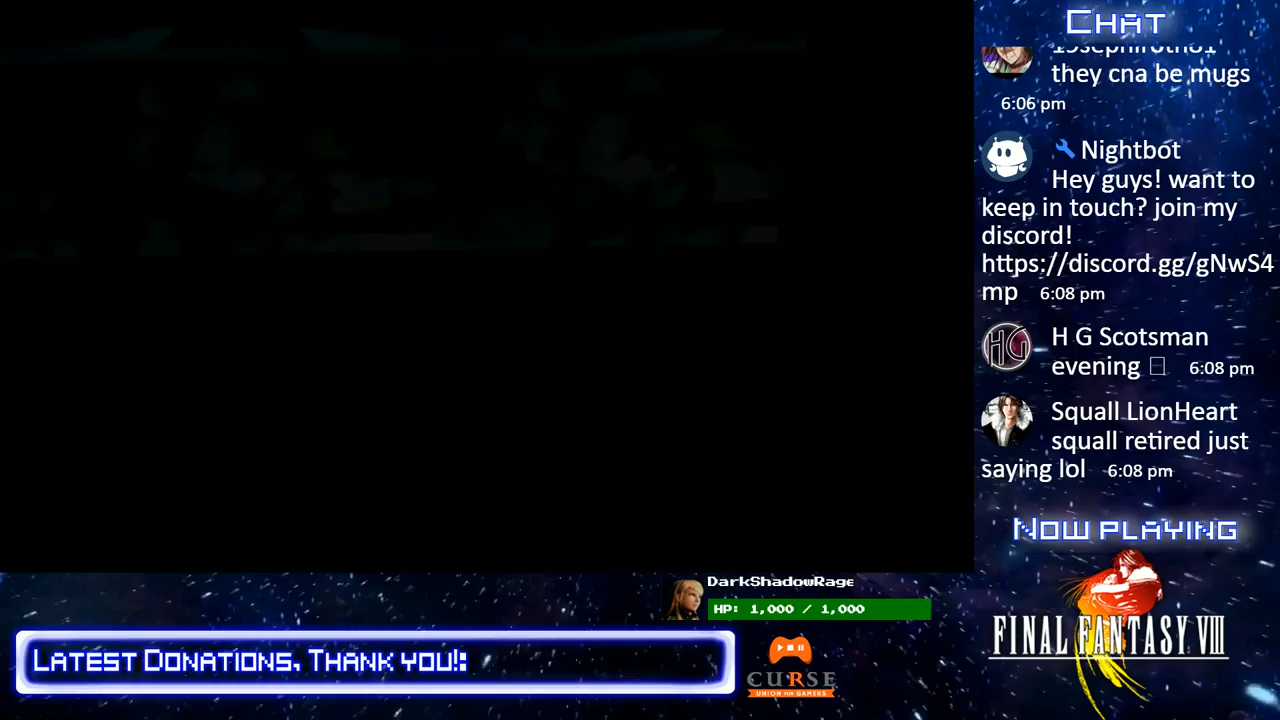 Chat
19sephiroth81
they cna be mugs
6:06 pm
Nightbot
Hey guys! want to
keep in touch? join my
discord!
https://discord.gg/gNwS4
mp 6:08 pm
H G Scotsman
evening 6:08 pm
Squall LionHeart
squall retired just
saying lol 6:08 pm
Now playing
FINAL FANTASY VIII
DarkShadowRage
HP: 1,000 / 1,000
Latest Donations, Thank you!:
CURSE
UNION FOR GAMERS